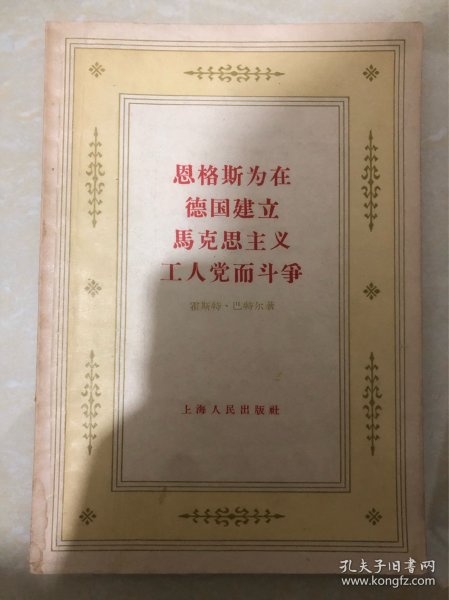 恩格斯为在
德国建立
馬克思主义
工人党而斗爭
霍斯特·巴特尔著
上海人民出版社
孔夫子旧书网
www.kongfz.com